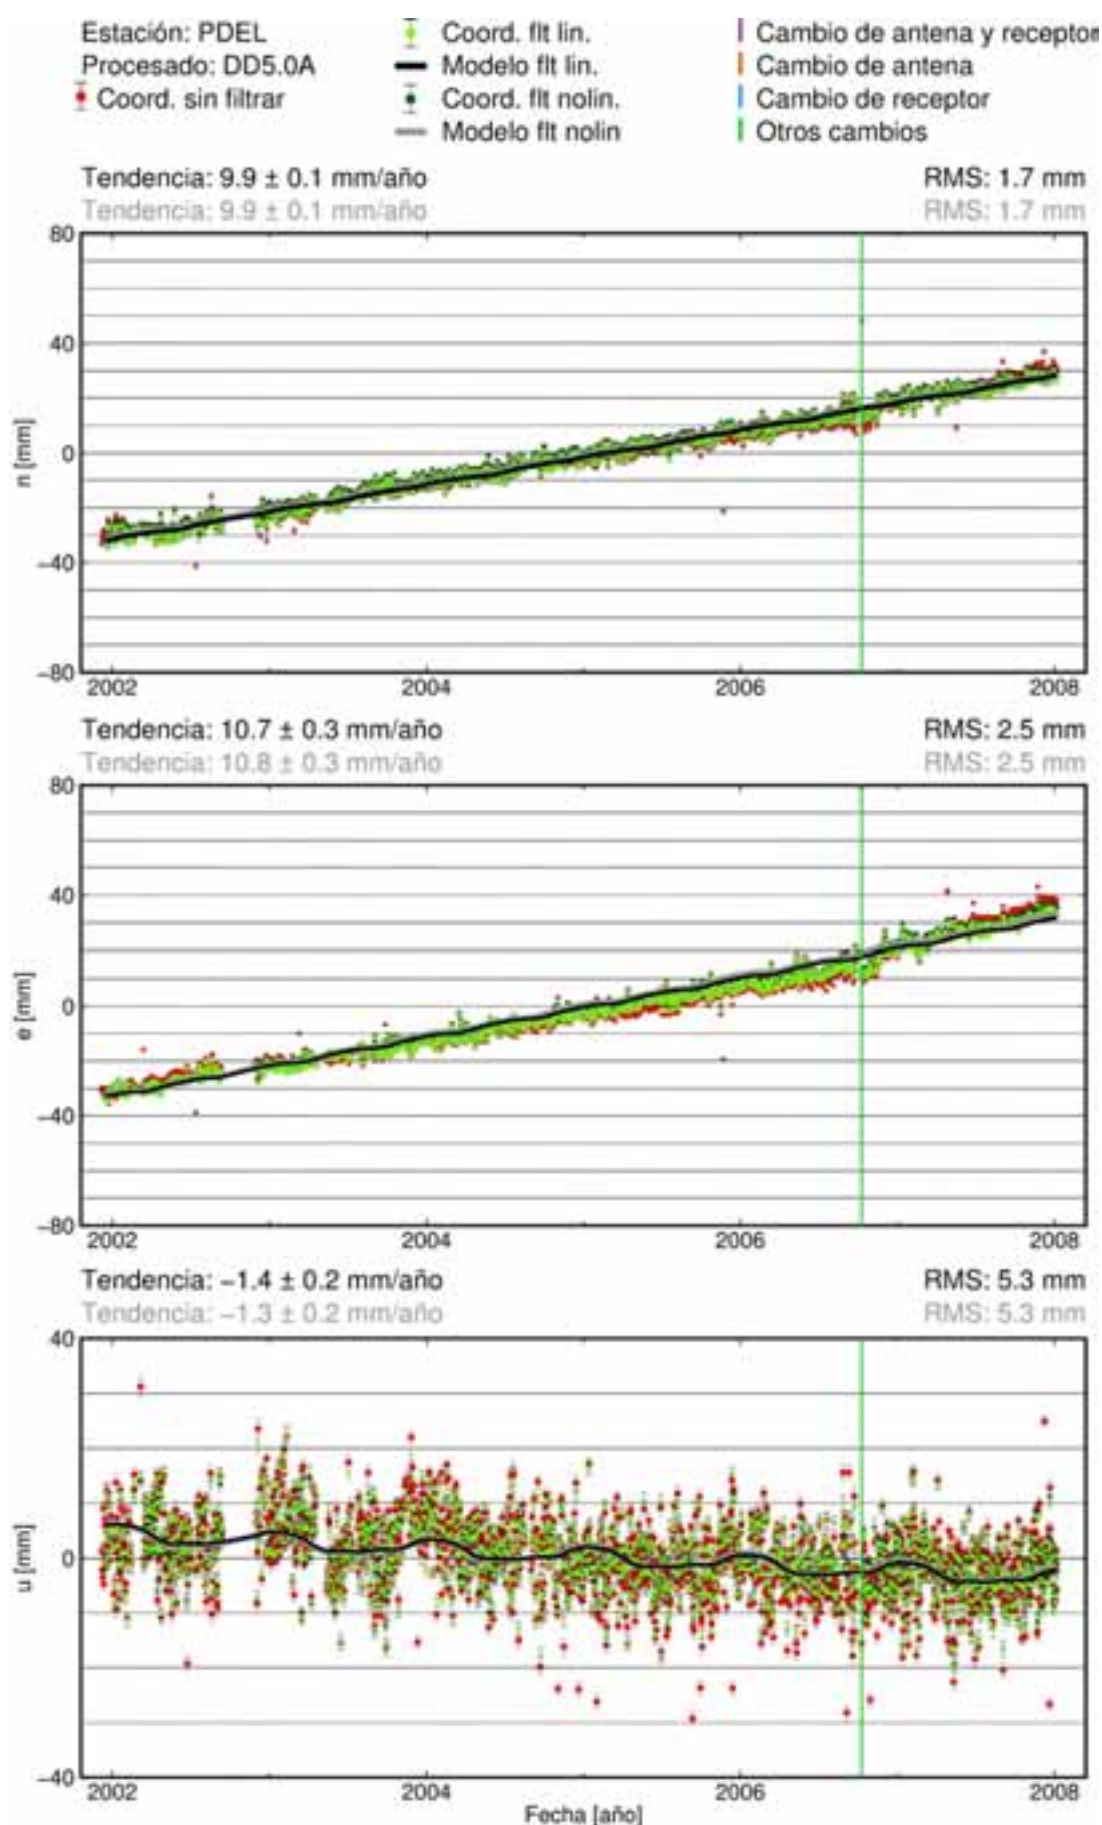 Estación: PDEL
Procesado: DD5.0A
Coord. sin filtrar
Coord. flt lin.
Modelo flt lin.
Coord. flt nolin.
Modelo flt nolin
Cambio de antena y receptor
Cambio de antena
Cambio de receptor
Otros cambios
Tendencia: 9.9 ± 0.1 mm/año RMS: 1.7 mm
Tendencia: 9.9 ± 0.1 mm/año RMS: 1.7 mm
80
40
0
−40
−80
n [mm]
2002 2004 2006 2008
Tendencia: 10.7 ± 0.3 mm/año RMS: 2.5 mm
Tendencia: 10.8 ± 0.3 mm/año RMS: 2.5 mm
80
40
0
−40
−80
e [mm]
2002 2004 2006 2008
Tendencia: −1.4 ± 0.2 mm/año RMS: 5.3 mm
Tendencia: −1.3 ± 0.2 mm/año RMS: 5.3 mm
40
0
−40
u [mm]
2002 2004 2006 2008
Fecha [año]